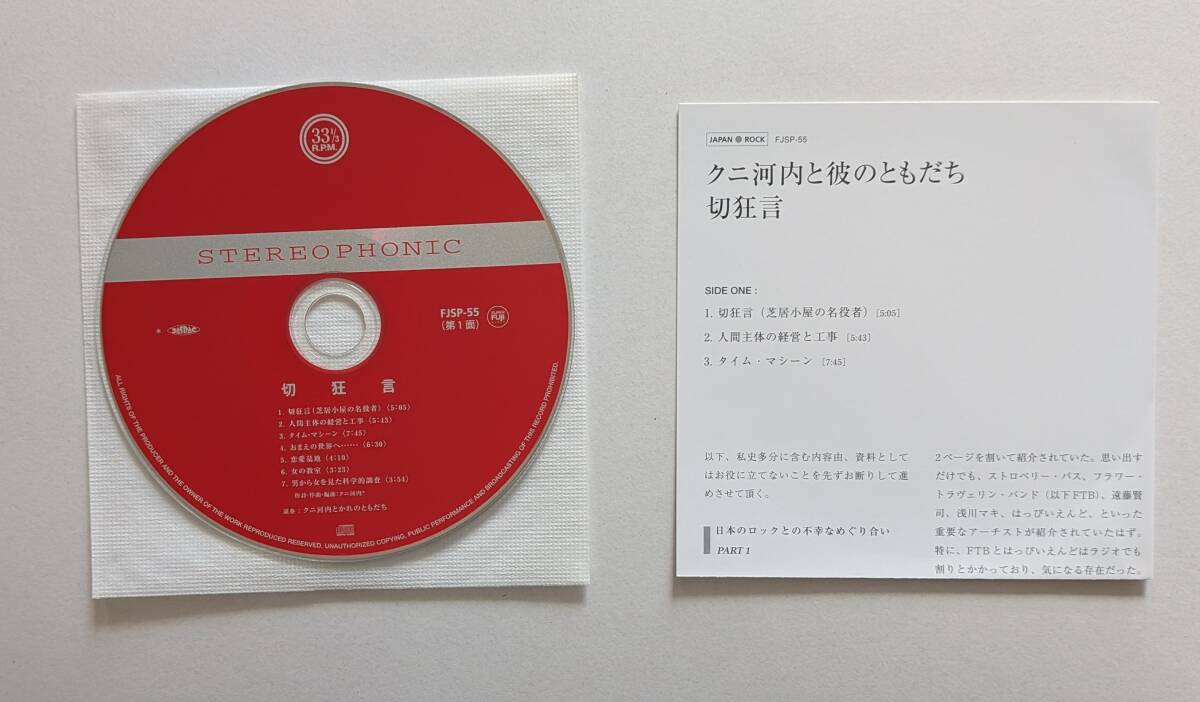 33 1/3
R.P.M.
STEREOPHONIC
FJSP-55
(第1面)
SUPER
FUJI
*
JASRAC
切 狂 言
1. 切狂言(芝居小屋の名役者)(5:05)
2. 人間主体の経営と工事(5:43)
3. タイム・マシーン(7:45)
4. おまえの世界へ……(6:30)
5. 恋愛墓地(4:10)
6. 女の教室(3:23)
7. 男から女を見た科学的調査(3:54)
作詩・作曲・編曲:クニ河内*
演奏:クニ河内とかれのともだち
ALL RIGHTS OF THE PRODUCER AND THE OWNER OF THE WORK REPRODUCED RESERVED. UNAUTHORIZED COPYING, PUBLIC PERFORMANCE AND BROADCASTING OF THIS RECORD PROHIBITED.
JAPAN ROCK FJSP-55
クニ河内と彼のともだち
切狂言
SIDE ONE :
1. 切狂言(芝居小屋の名役者)[5:05]
2. 人間主体の経営と工事 [5:43]
3. タイム・マシーン [7:45]
以下、私史多分に含む内容由、資料として
はお役に立てないことを先ずお断りして進
めさせて頂く。
日本のロックとの不幸なめぐり合い
PART 1
2ページを割いて紹介されていた。思い出す
だけでも、ストロベリー・パス、フラワー・
トラヴェリン・バンド(以下FTB)、遠藤賢
司、浅川マキ、はっぴいえんど、といった
重要なアーチストが紹介されていたはず。
特に、FTBとはっぴいえんどはラジオでも
割りとかかっており、気になる存在だった。